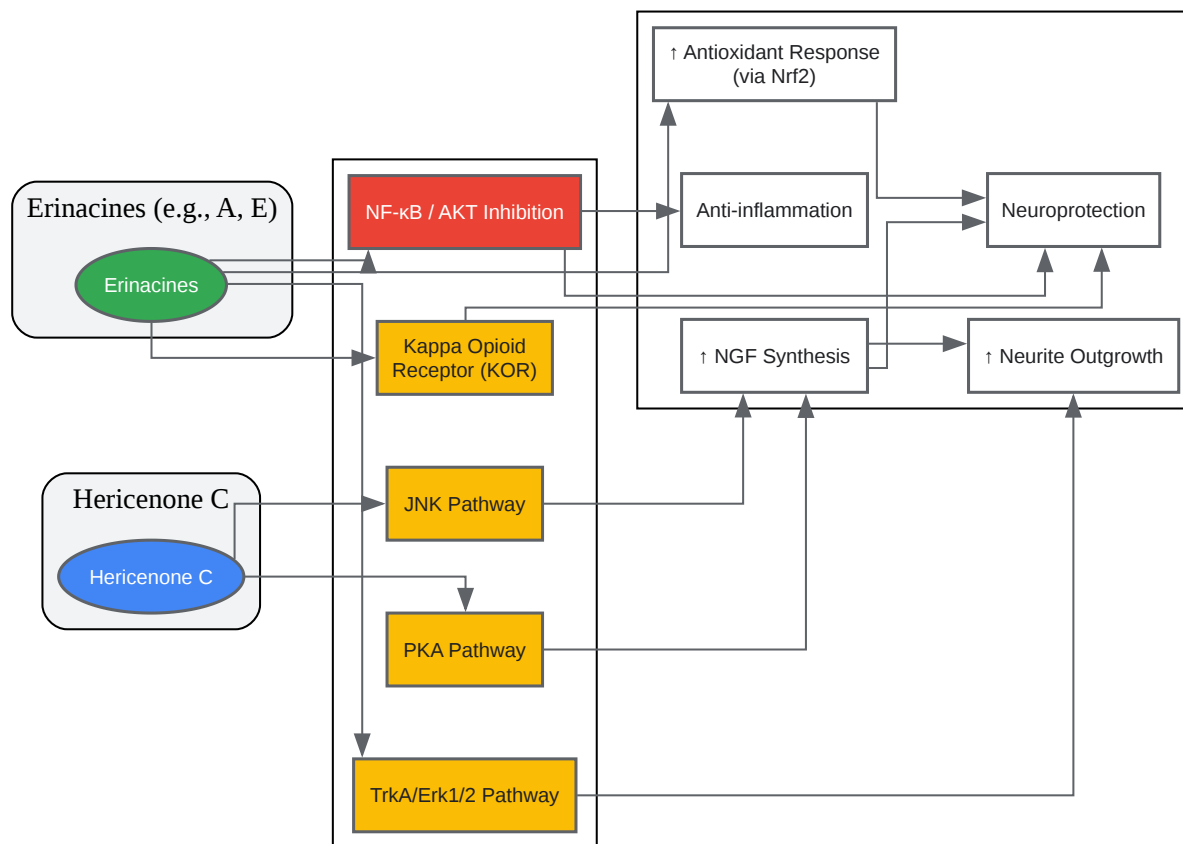 Erinacines (e.g., A, E)
Erinacines
Hericenone C
Hericenone C
NF-κB / AKT Inhibition
Kappa Opioid
Receptor (KOR)
JNK Pathway
PKA Pathway
TrkA/Erk1/2 Pathway
↑ Antioxidant Response
(via Nrf2)
Anti-inflammation
Neuroprotection
↑ NGF Synthesis
↑ Neurite Outgrowth